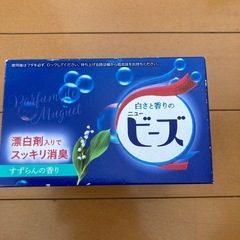 Parfum de
Muguet
白さと香りの
ニュー
ビーズ
漂白剤入りで
スッキリ消臭
すずらんの香り